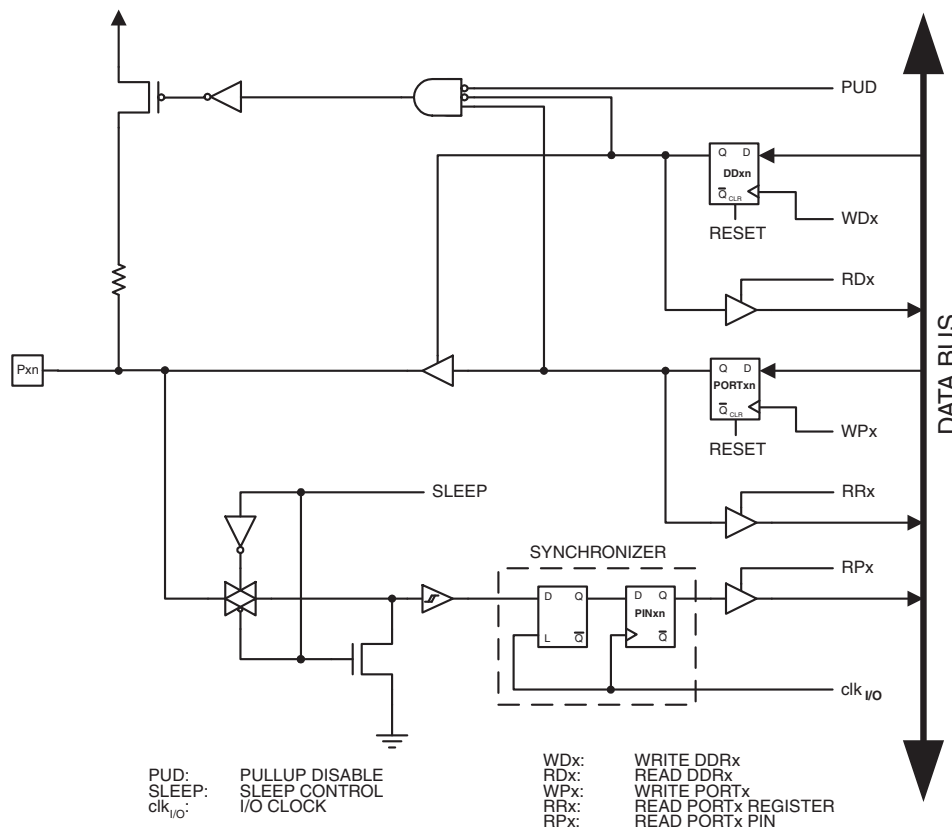 PUD
Q D
DDxn
Q CLR
WDx
RESET
RDx
Pxn
Q D
PORTxn
Q CLR
WPx
RESET
DATA BUS
SLEEP
RRx
SYNCHRONIZER
RPx
D Q
L Q
D Q
PINxn
Q
clk I/O
PUD: PULLUP DISABLE
SLEEP: SLEEP CONTROL
clkI/O: I/O CLOCK
WDx: WRITE DDRx
RDx: READ DDRx
WPx: WRITE PORTx
RRx: READ PORTx REGISTER
RPx: READ PORTx PIN